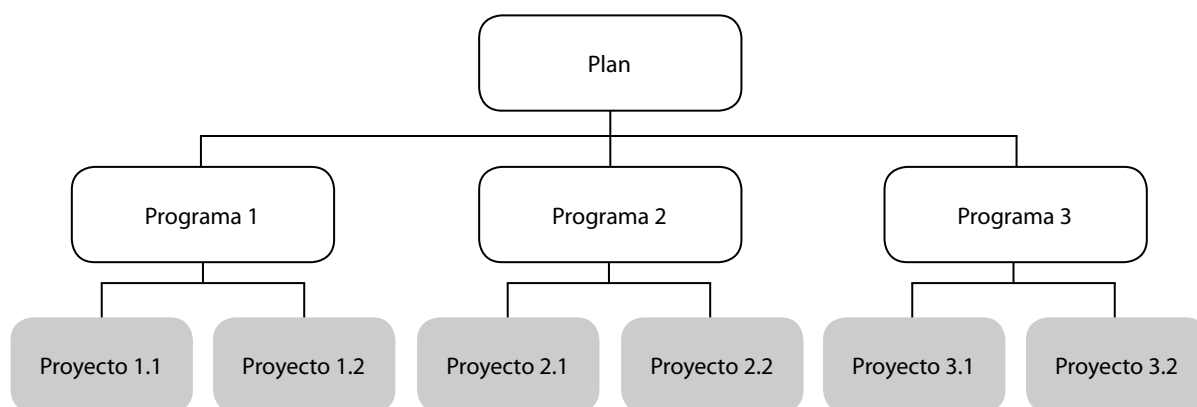 Plan
Programa 1
Programa 2
Programa 3
Proyecto 1.1
Proyecto 1.2
Proyecto 2.1
Proyecto 2.2
Proyecto 3.1
Proyecto 3.2